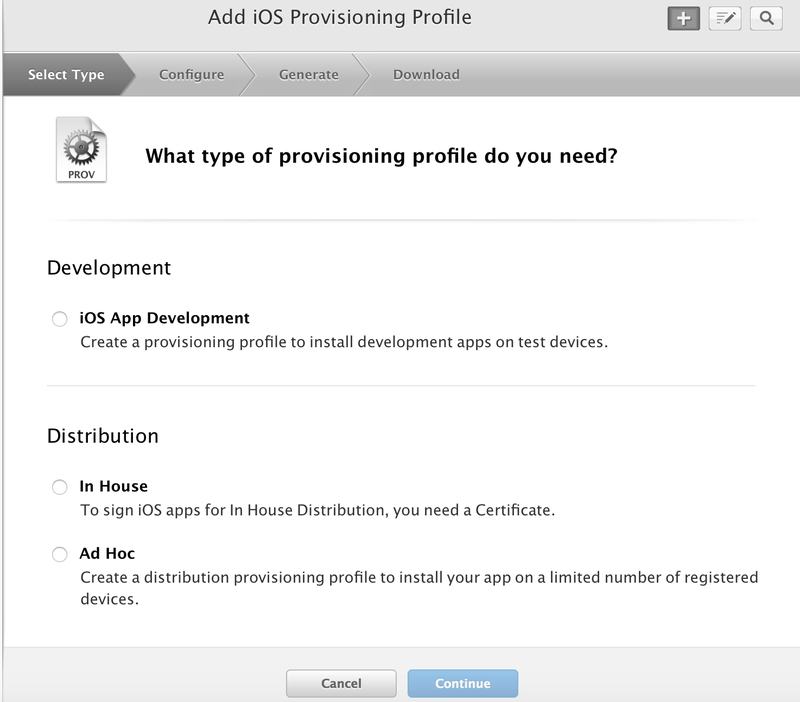 Add iOS Provisioning Profile
Select Type
Configure
Generate
Download
PROV
What type of provisioning profile do you need?
Development
iOS App Development
Create a provisioning profile to install development apps on test devices.
Distribution
In House
To sign iOS apps for In House Distribution, you need a Certificate.
Ad Hoc
Create a distribution provisioning profile to install your app on a limited number of registered
devices.
Cancel
Continue